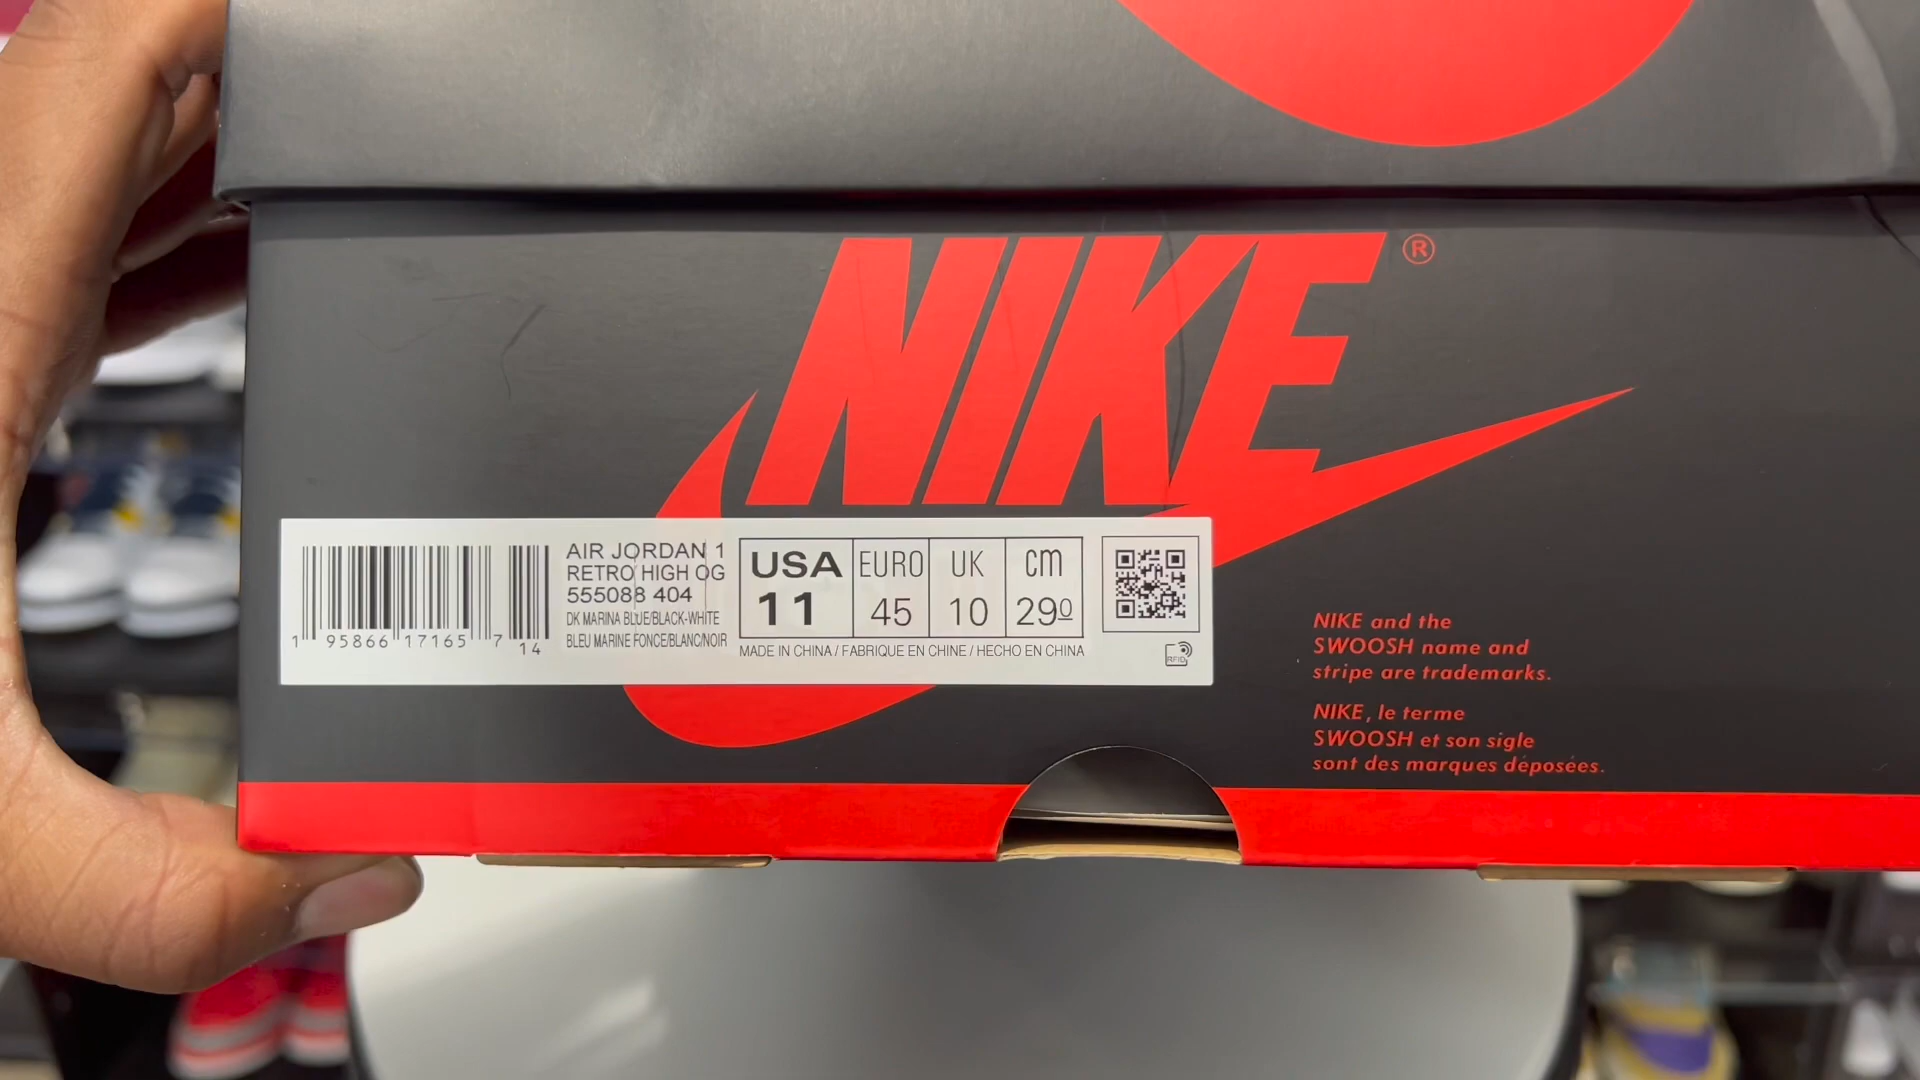 NIKE®
AIR JORDAN 1
RETRO HIGH OG
555088 404
DK MARINA BLUE/BLACK-WHITE
BLEU MARINE FONCE/BLANC/NOIR
1 95866 17165 7 14
USA EURO UK cm
11 45 10 290
MADE IN CHINA / FABRIQUE EN CHINE / HECHO EN CHINA
RFID
NIKE and the
SWOOSH name and
stripe are trademarks.
NIKE, le terme
SWOOSH et son sigle
sont des marques déposées.